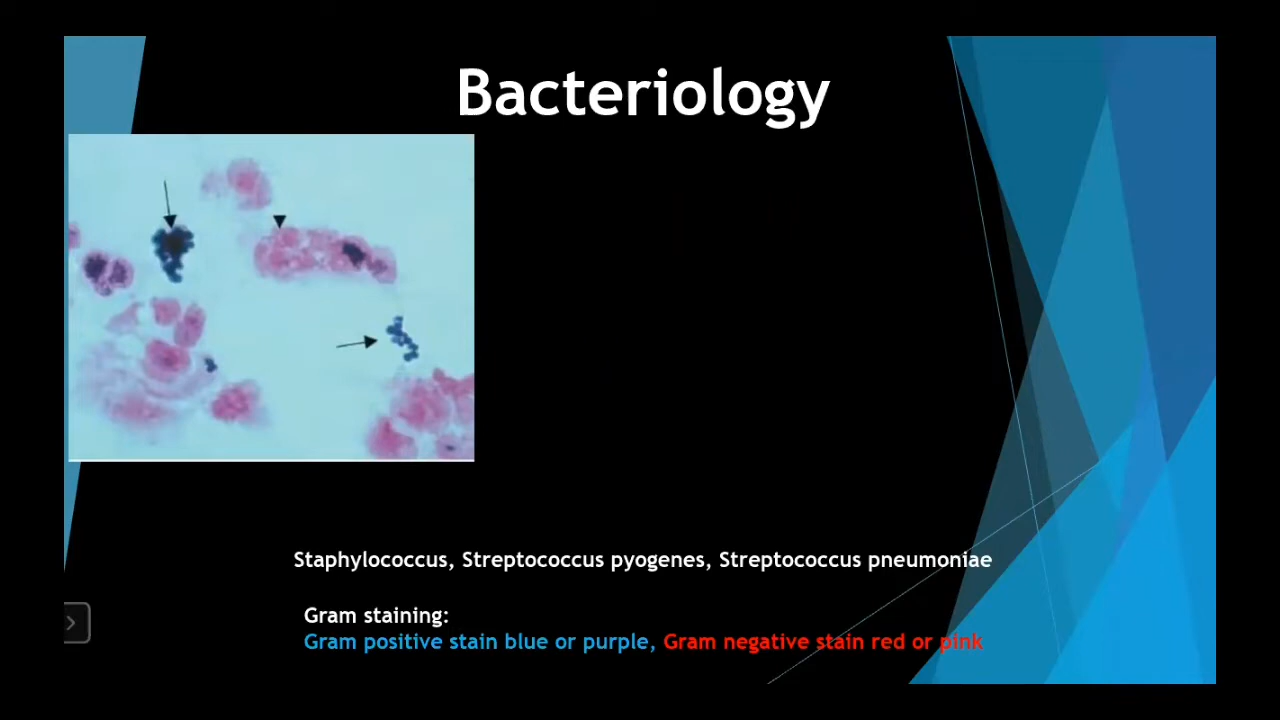 Bacteriology
Staphylococcus, Streptococcus pyogenes, Streptococcus pneumoniae
Gram staining:
Gram positive stain blue or purple, Gram negative stain red or pink